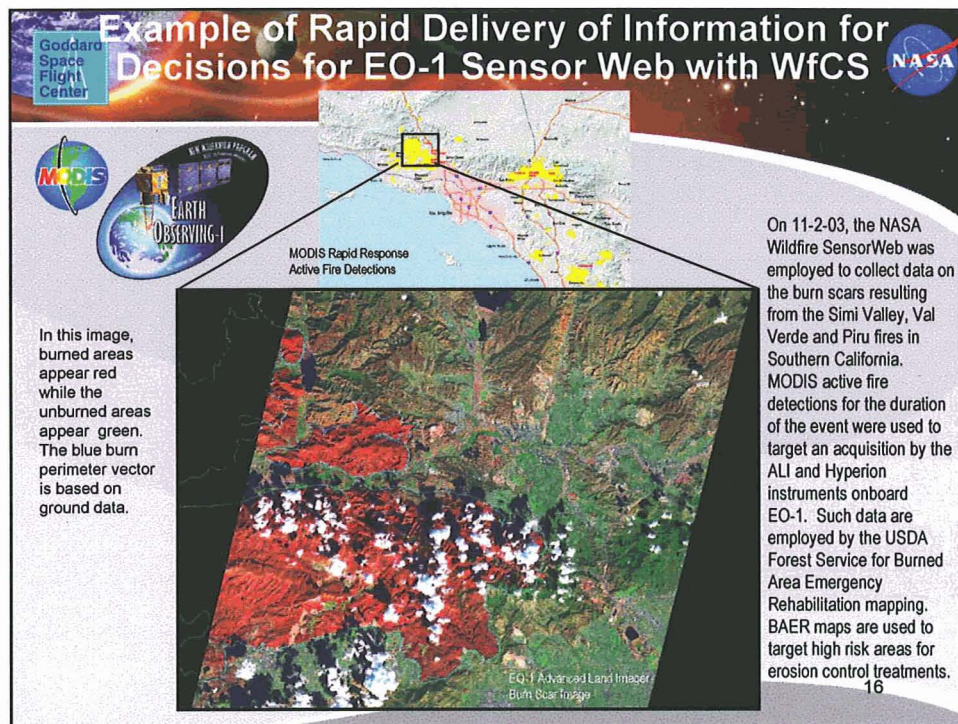 Example of Rapid Delivery of Information for
Decisions for EO-1 Sensor Web with WfCS
Goddard
Space
Flight
Center
NASA
MODIS
NEW MILLENNIUM PROGRAM
EARTH
OBSERVING-1
MODIS Rapid Response
Active Fire Detections
In this image,
burned areas
appear red
while the
unburned areas
appear green.
The blue burn
perimeter vector
is based on
ground data.
On 11-2-03, the NASA
Wildfire SensorWeb was
employed to collect data on
the burn scars resulting
from the Simi Valley, Val
Verde and Piru fires in
Southern California.
MODIS active fire
detections for the duration
of the event were used to
target an acquisition by the
ALI and Hyperion
instruments onboard
EO-1. Such data are
employed by the USDA
Forest Service for Burned
Area Emergency
Rehabilitation mapping.
BAER maps are used to
target high risk areas for
erosion control treatments.
EO-1 Advanced Land Imager
Burn Scar Image
16